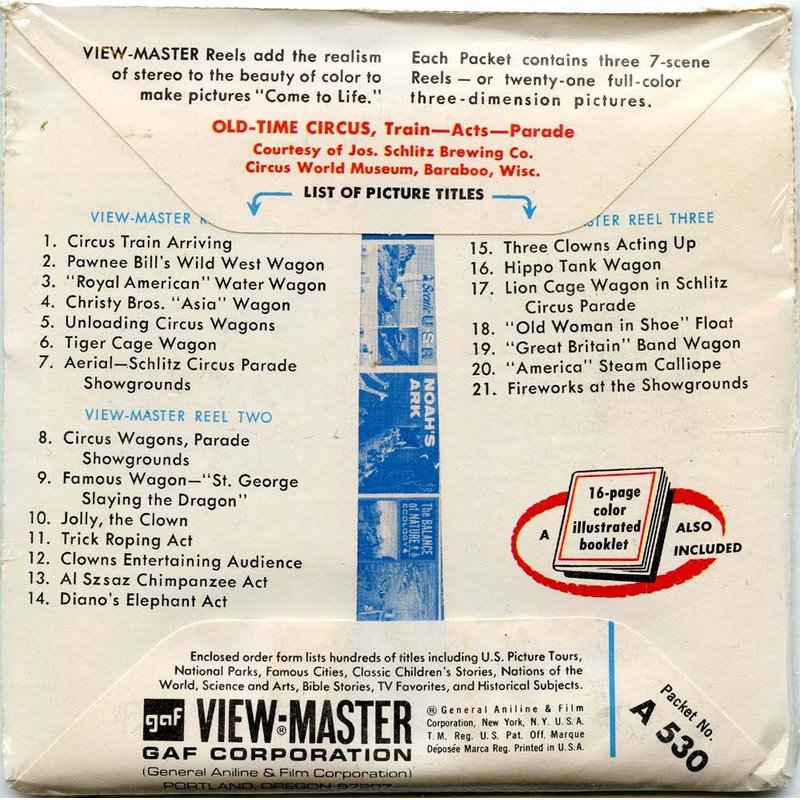 VIEW-MASTER Reels add the realism
of stereo to the beauty of color to
make pictures "Come to Life."
Each Packet contains three 7-scene
Reels — or twenty-one full-color
three-dimension pictures.
OLD-TIME CIRCUS, Train—Acts—Parade
Courtesy of Jos. Schlitz Brewing Co.
Circus World Museum, Baraboo, Wisc.
LIST OF PICTURE TITLES
VIEW-MASTER
1. Circus Train Arriving
2. Pawnee Bill's Wild West Wagon
3. "Royal American" Water Wagon
4. Christy Bros. "Asia" Wagon
5. Unloading Circus Wagons
6. Tiger Cage Wagon
7. Aerial—Schlitz Circus Parade
Showgrounds
VIEW-MASTER REEL TWO
8. Circus Wagons, Parade
Showgrounds
9. Famous Wagon—"St. George
Slaying the Dragon"
10. Jolly, the Clown
11. Trick Roping Act
12. Clowns Entertaining Audience
13. Al Szsaz Chimpanzee Act
14. Diano's Elephant Act
Scenic U S A
NOAH'S
ARK
The BALANCE
of NATURE
ECOLOGY
REEL THREE
15. Three Clowns Acting Up
16. Hippo Tank Wagon
17. Lion Cage Wagon in Schlitz
Circus Parade
18. "Old Woman in Shoe" Float
19. "Great Britain" Band Wagon
20. "America" Steam Calliope
21. Fireworks at the Showgrounds
A
16-page
color
illustrated
booklet
ALSO
INCLUDED
Enclosed order form lists hundreds of titles including U.S. Picture Tours,
National Parks, Famous Cities, Classic Children's Stories, Nations of the
World, Science and Arts, Bible Stories, TV Favorites, and Historical Subjects.
gaf VIEW-MASTER®
GAF CORPORATION
(General Aniline & Film Corporation)
PORTLAND, OREGON 97207
® General Aniline & Film
Corporation, New York, N.Y. U.S.A.
T.M. Reg. U.S. Pat. Off. Marque
Déposée Marca Reg. Printed in U.S.A.
Packet No.
A 530